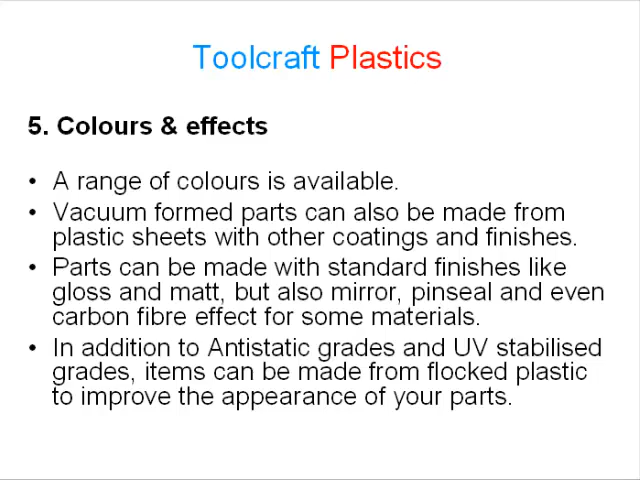 Toolcraft Plastics
5. Colours & effects
• A range of colours is available.
• Vacuum formed parts can also be made from
plastic sheets with other coatings and finishes.
• Parts can be made with standard finishes like
gloss and matt, but also mirror, pinseal and even
carbon fibre effect for some materials.
• In addition to Antistatic grades and UV stabilised
grades, items can be made from flocked plastic
to improve the appearance of your parts.